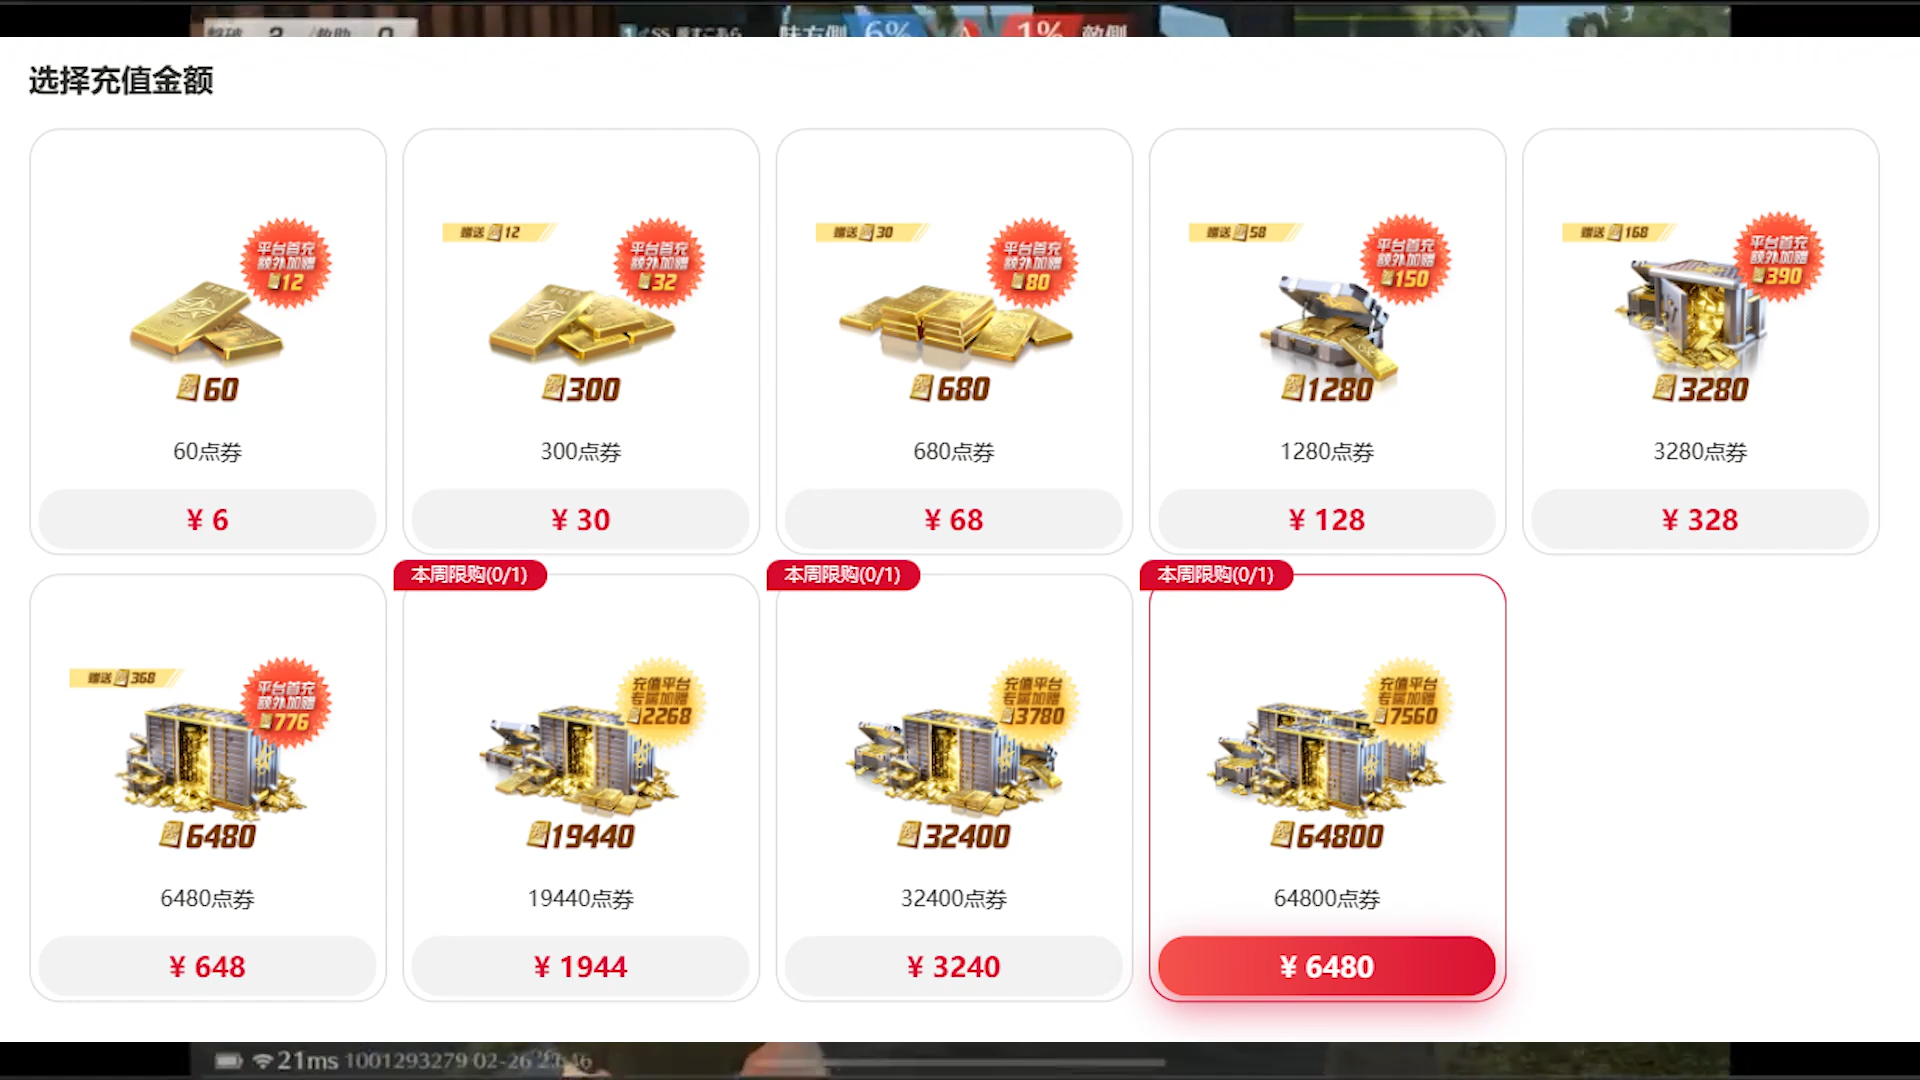 6%
1%
选择充值金额
平台首充
额外加赠
12
60
60点券
¥ 6
赠送 12
平台首充
额外加赠
32
300
300点券
¥ 30
赠送 30
平台首充
额外加赠
80
680
680点券
¥ 68
赠送 58
平台首充
额外加赠
150
1280
1280点券
¥ 128
赠送 168
平台首充
额外加赠
390
3280
3280点券
¥ 328
赠送 368
平台首充
额外加赠
776
6480
6480点券
¥ 648
本周限购(0/1)
充值平台
专属加赠
2268
19440
19440点券
¥ 1944
本周限购(0/1)
充值平台
专属加赠
3780
32400
32400点券
¥ 3240
本周限购(0/1)
充值平台
专属加赠
7560
64800
64800点券
¥ 6480
21ms 1001293279 02-26